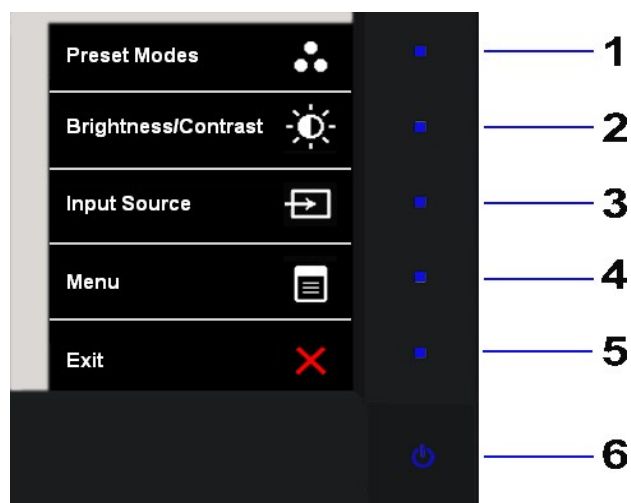 Preset Modes 1
Brightness/Contrast 2
Input Source 3
Menu 4
Exit 5
6